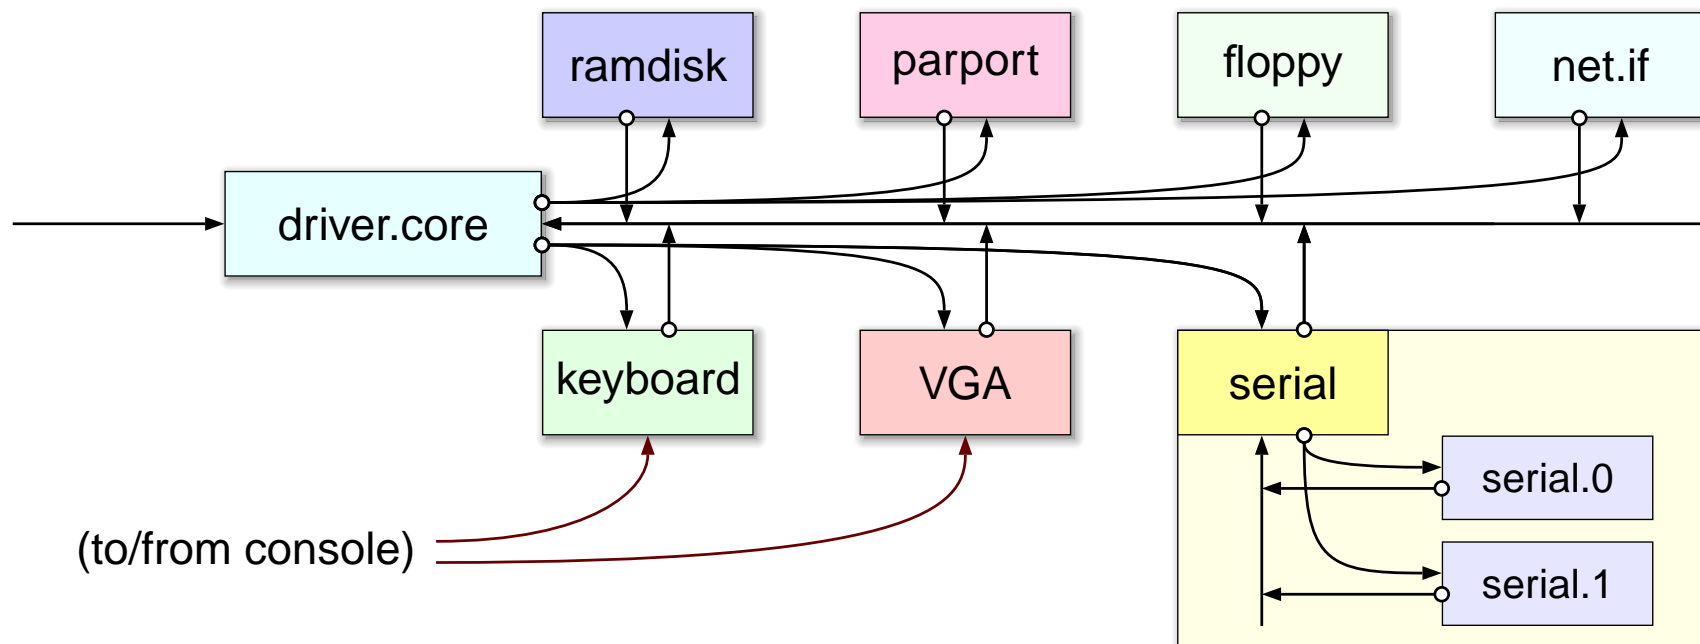 ramdisk
parport
floppy
net.if
driver.core
keyboard
VGA
serial
serial.0
(to/from console)
serial.1